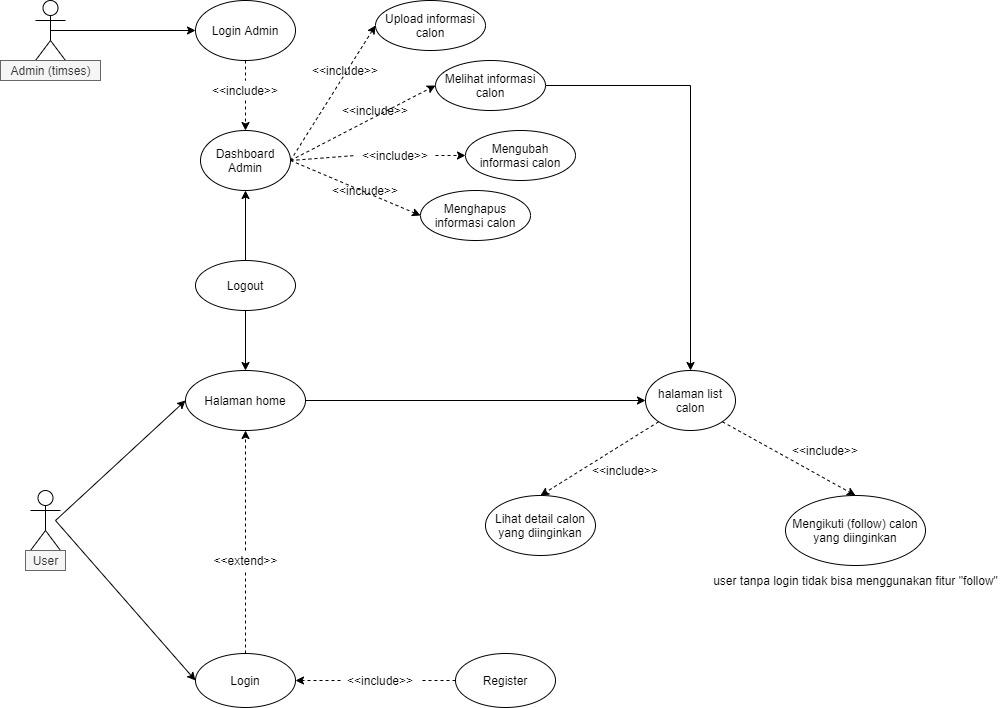 Upload informasi
calon
Login Admin
Admin (timses)
<<include>>
<<include>>
Melihat informasi
calon
<<include>>
Dashboard
Admin
<<include>>
Mengubah
informasi calon
<<include>>
Menghapus
informasi calon
Logout
Halaman home
halaman list
calon
<<include>>
<<include>>
Lihat detail calon
yang diinginkan
Mengikuti (follow) calon
yang diinginkan
User
<<extend>>
user tanpa login tidak bisa menggunakan fitur "follow"
Login
<<include>>
Register